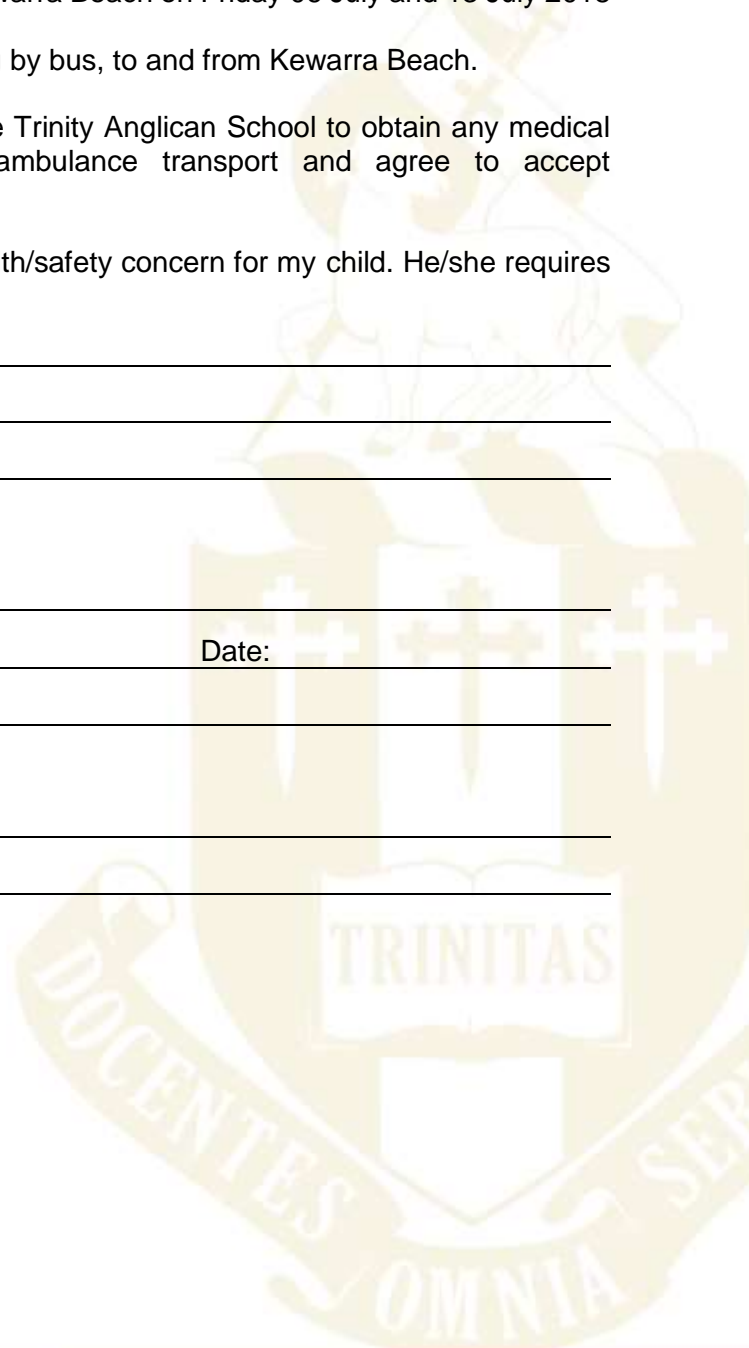 by bus, to and from Kewarra Beach.
Trinity Anglican School to obtain any medical
ambulance transport and agree to accept
th/safety concern for my child. He/she requires
Date:
TRINITAS
DOCENTES OMNIA